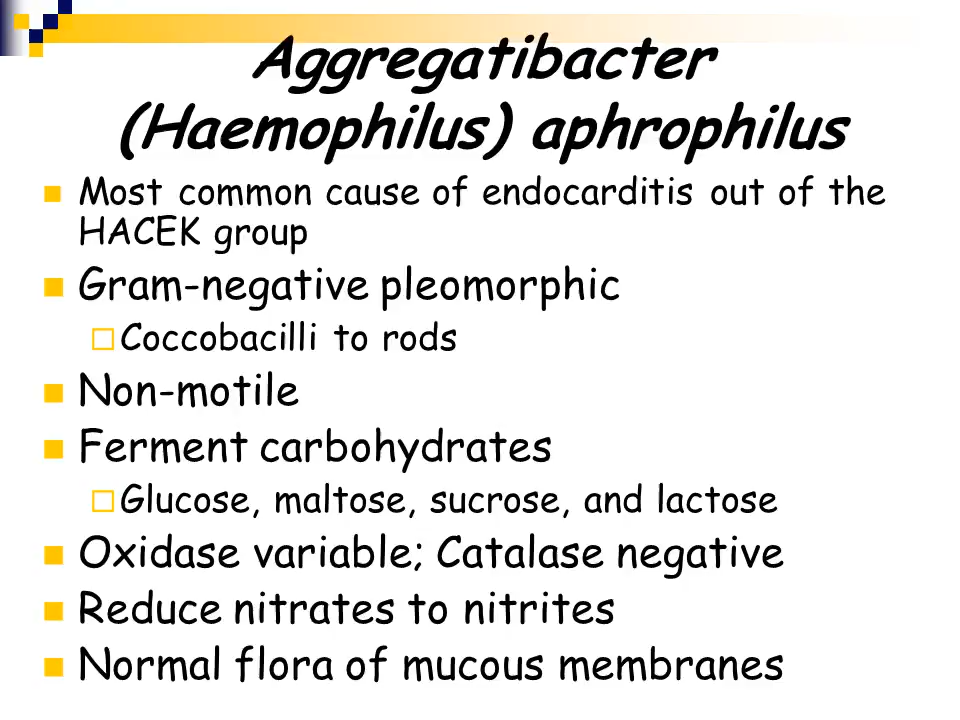 Aggregatibacter
(Haemophilus) aphrophilus
Most common cause of endocarditis out of the
HACEK group
Gram-negative pleomorphic
Coccobacilli to rods
Non-motile
Ferment carbohydrates
Glucose, maltose, sucrose, and lactose
Oxidase variable; Catalase negative
Reduce nitrates to nitrites
Normal flora of mucous membranes